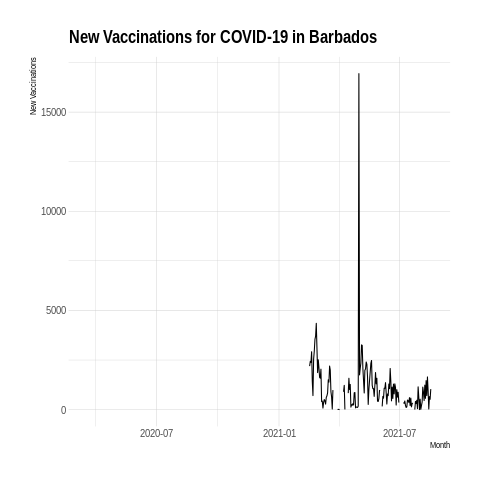 New Vaccinations for COVID-19 in Barbados
New Vaccinations
15000
10000
5000
0
2020-07
2021-01
2021-07
Month